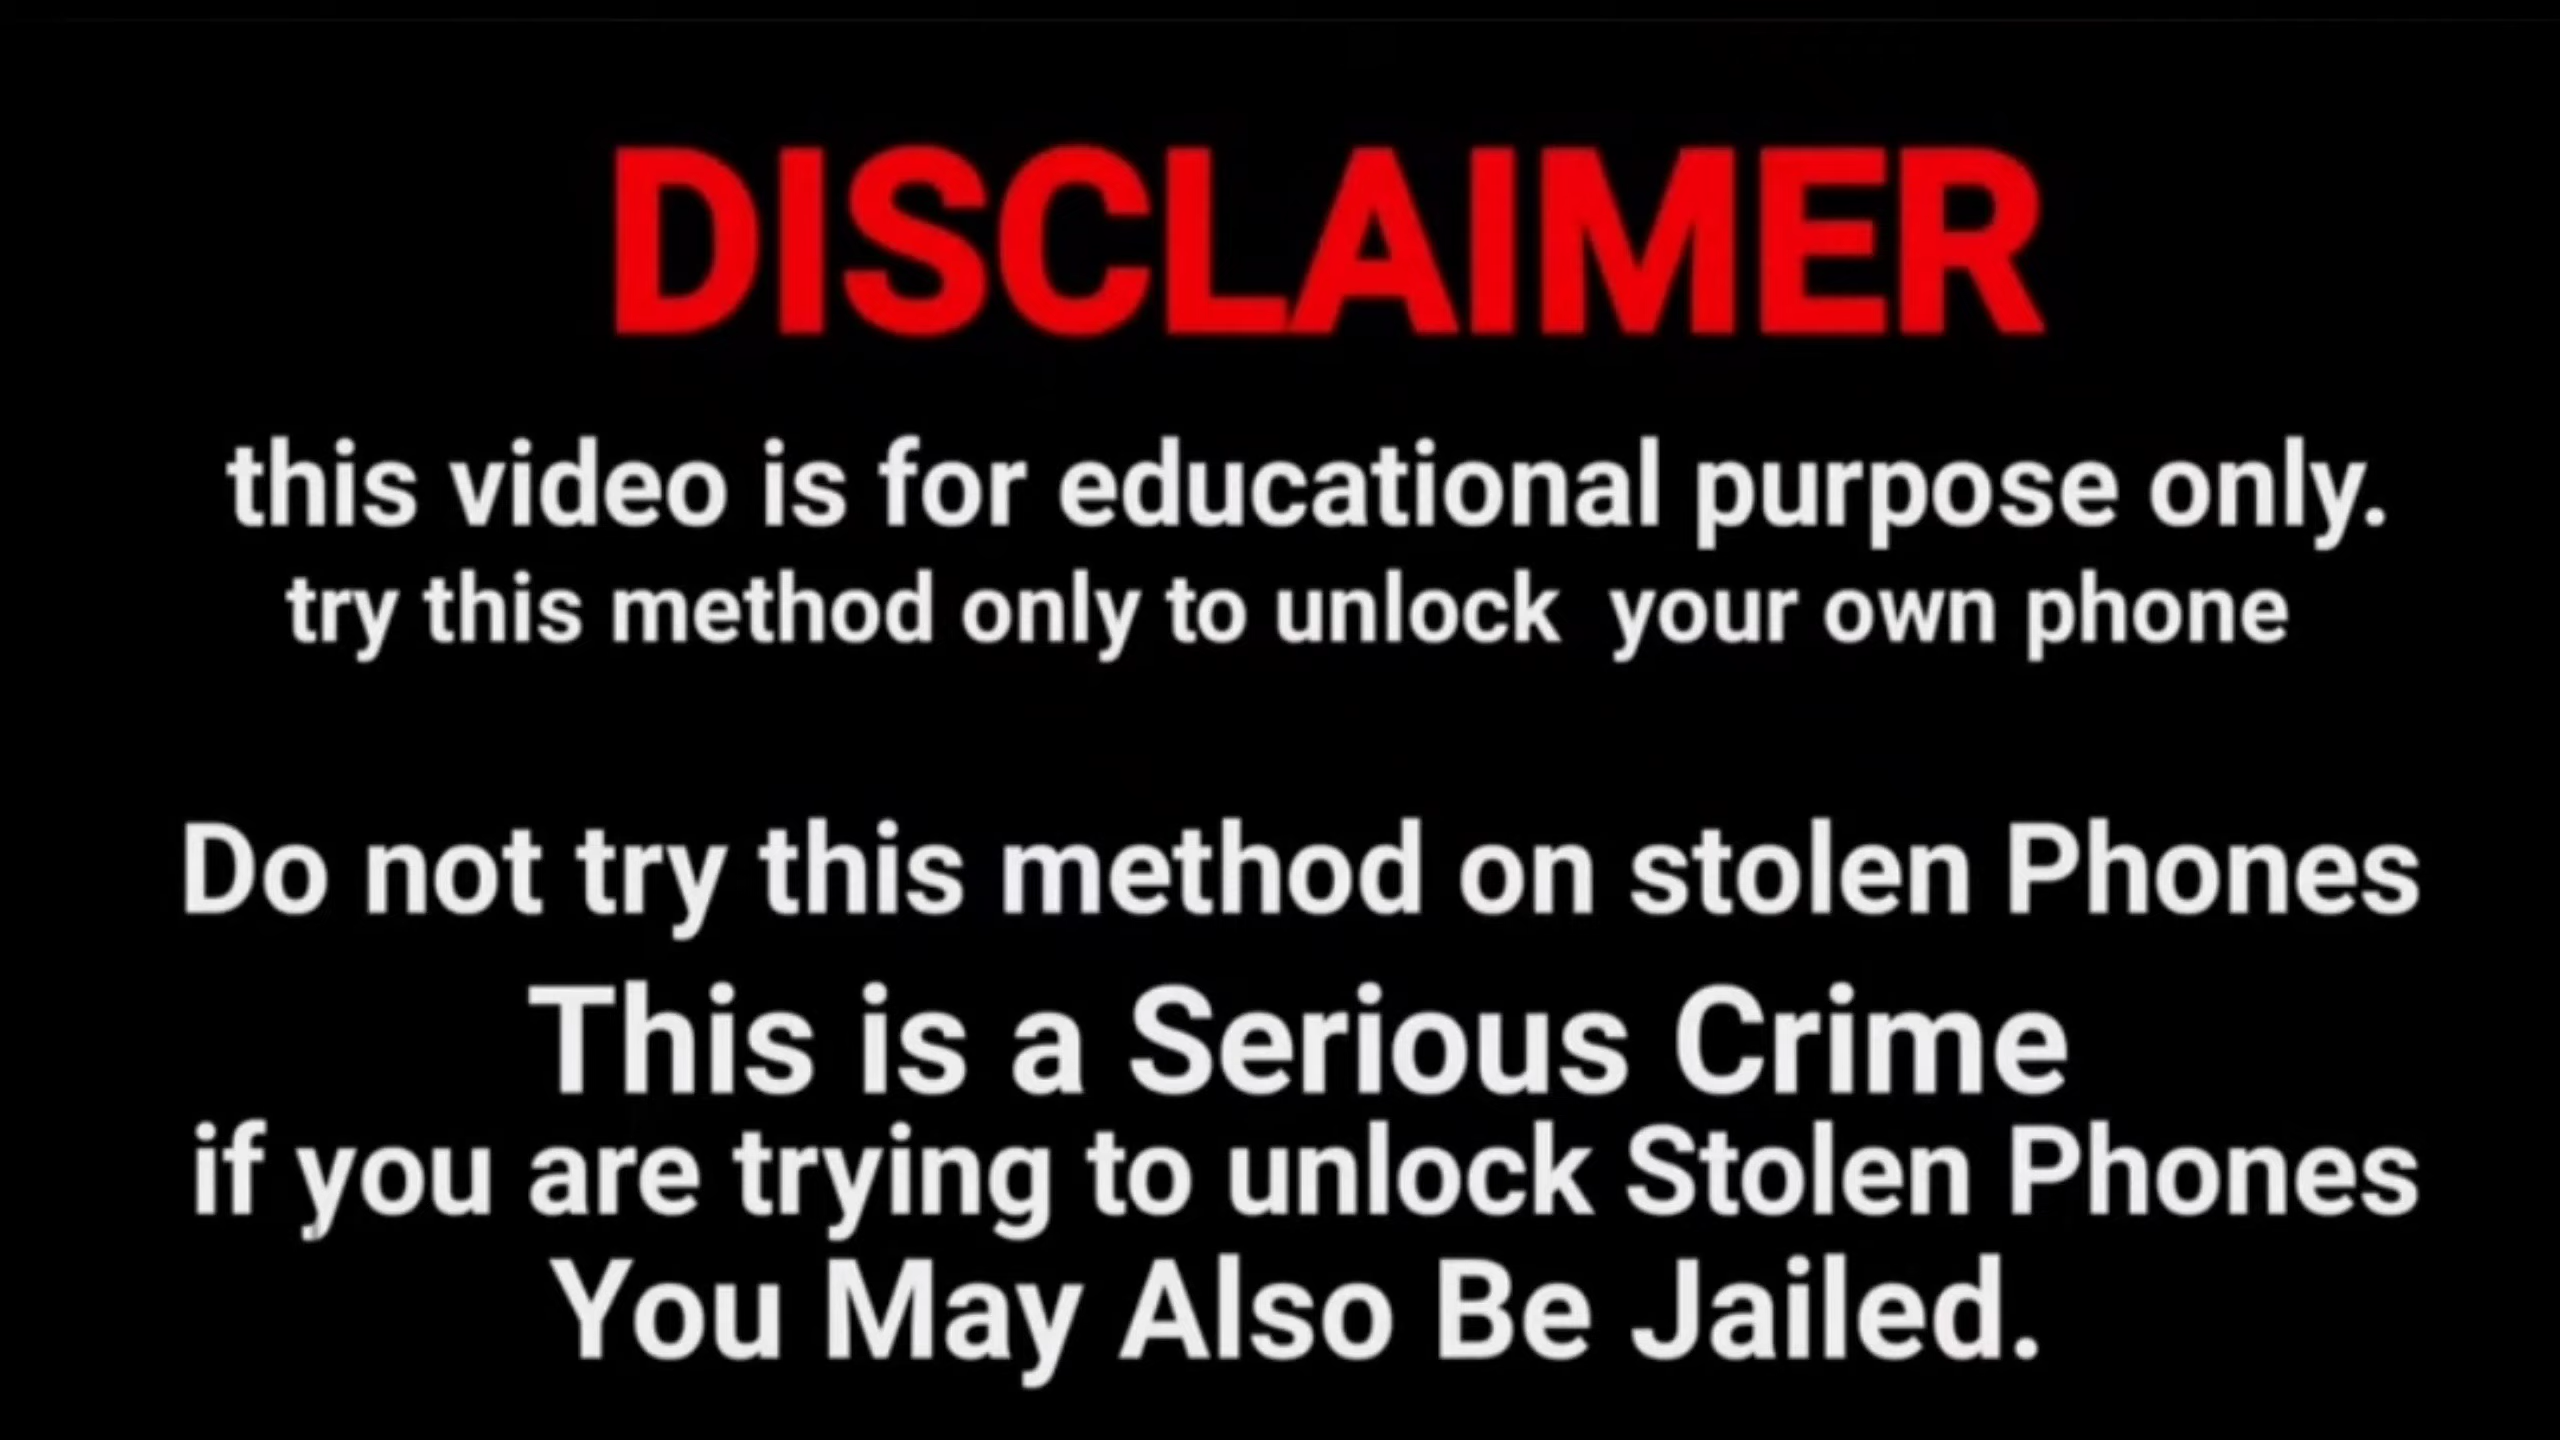 DISCLAIMER
this video is for educational purpose only.
try this method only to unlock  your own phone
Do not try this method on stolen Phones
This is a Serious Crime
if you are trying to unlock Stolen Phones
You May Also Be Jailed.